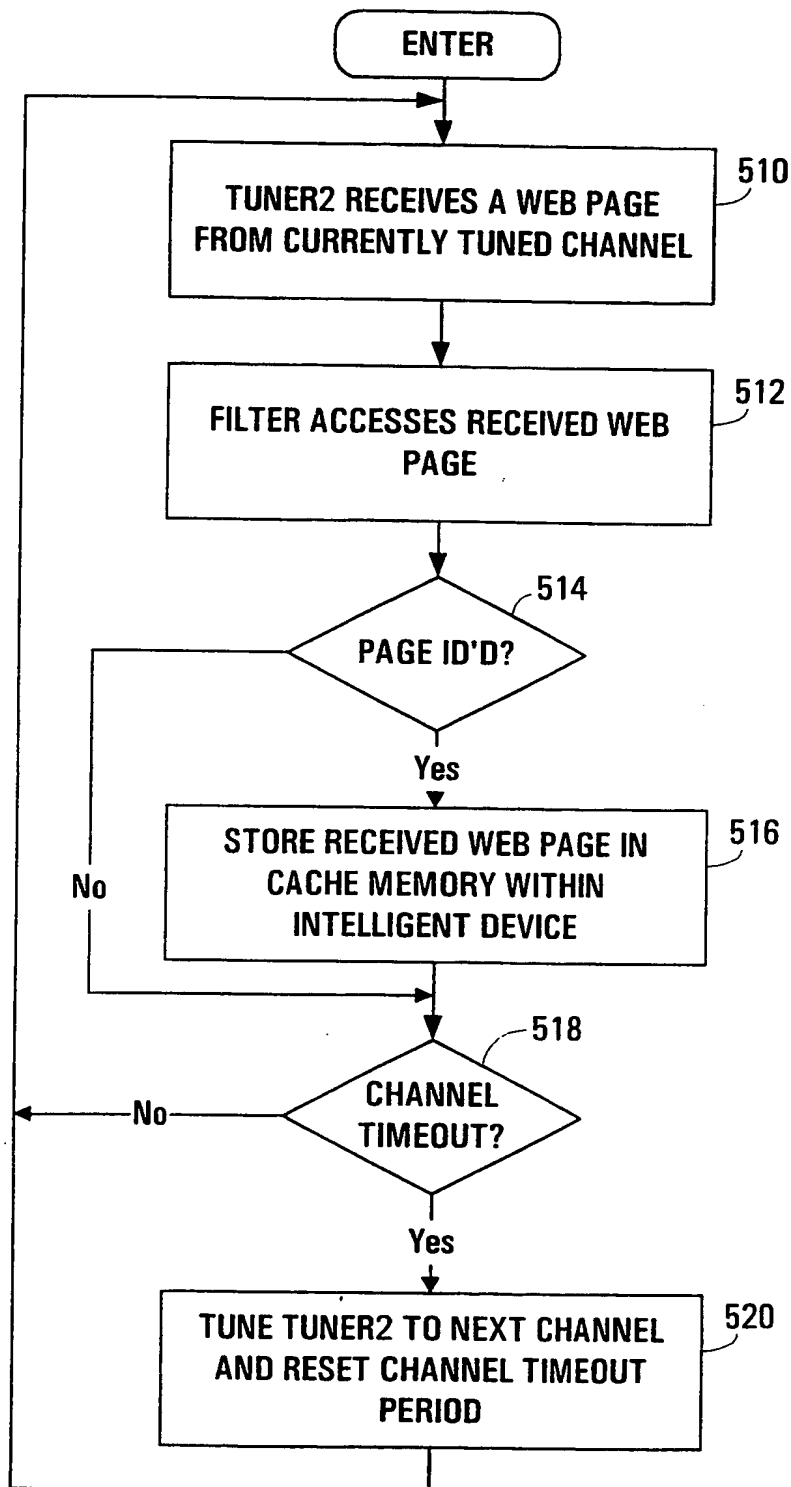 ENTER
510
TUNER2 RECEIVES A WEB PAGE
FROM CURRENTLY TUNED CHANNEL
512
FILTER ACCESSES RECEIVED WEB
PAGE
514
PAGE ID'D?
Yes
516
STORE RECEIVED WEB PAGE IN
CACHE MEMORY WITHIN
INTELLIGENT DEVICE
No
518
CHANNEL
TIMEOUT?
No
Yes
520
TUNE TUNER2 TO NEXT CHANNEL
AND RESET CHANNEL TIMEOUT
PERIOD